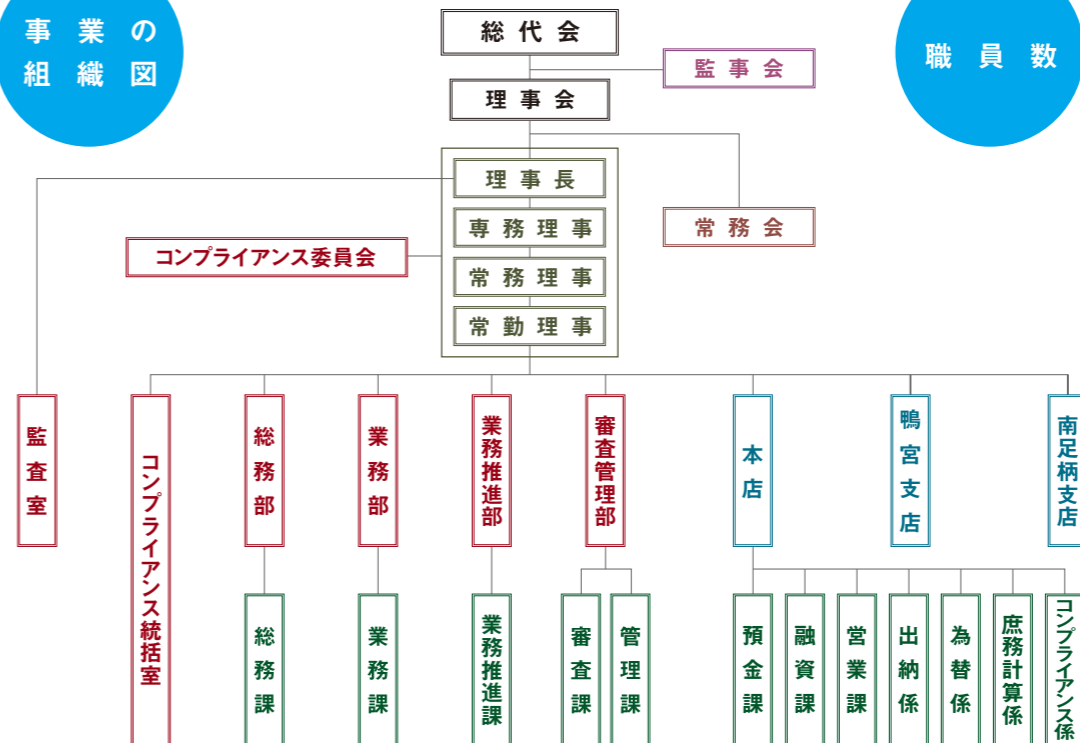 事業の
組織図
職員数
総代会
監事会
理事会
理事長
専務理事
常務会
コンプライアンス委員会
常務理事
常勤理事
監査室
コンプライアンス統括室
総務部
業務部
業務推進部
審査管理部
本店
鴨宮支店
南足柄支店
総務課
業務課
業務推進課
審査課
管理課
預金課
融資課
営業課
出納係
為替係
庶務計算係
コンプライアンス係